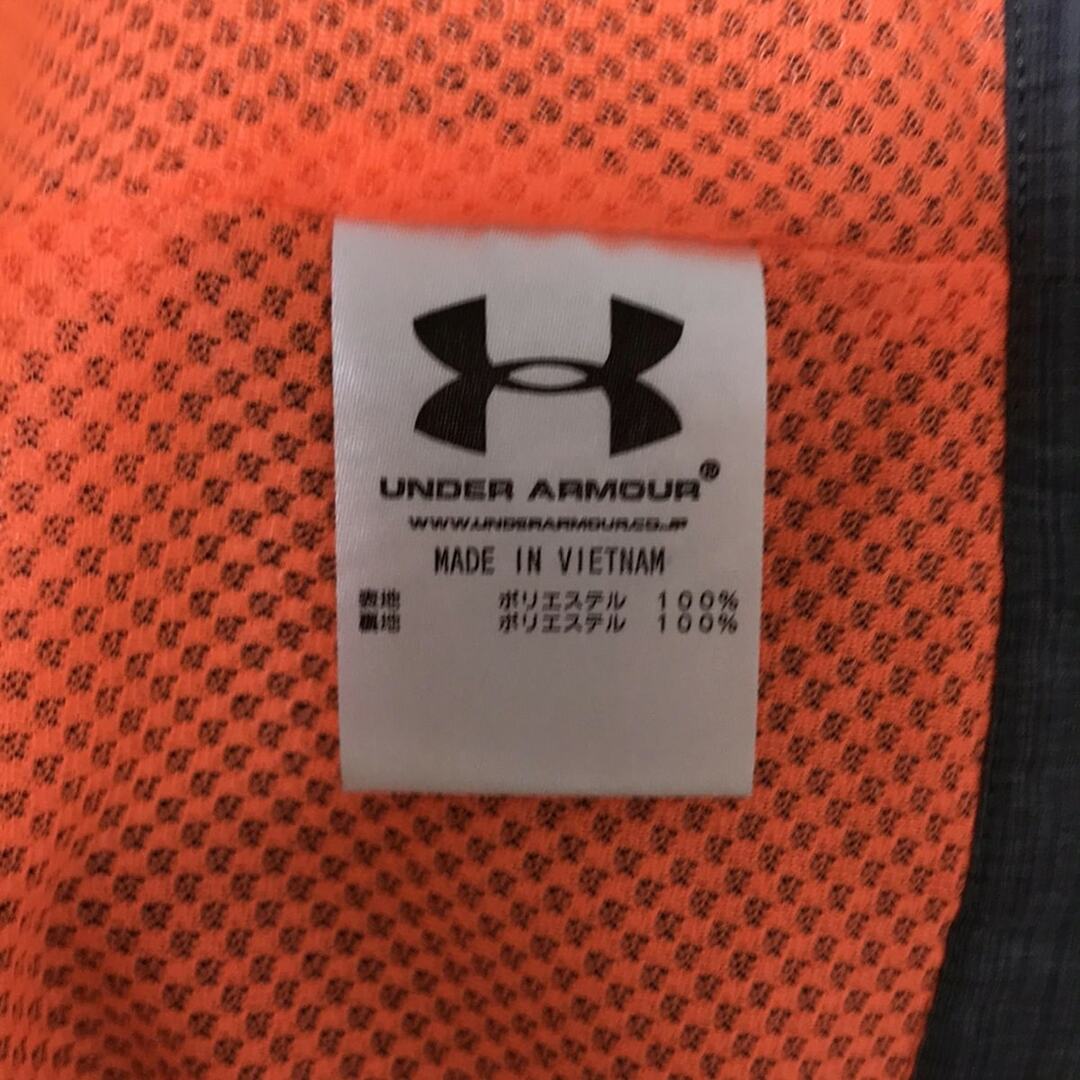 UNDER ARMOUR®
WWW.UNDERARMOUR.CO.JP
MADE IN VIETNAM
表地 ポリエステル 100%
裏地 ポリエステル 100%